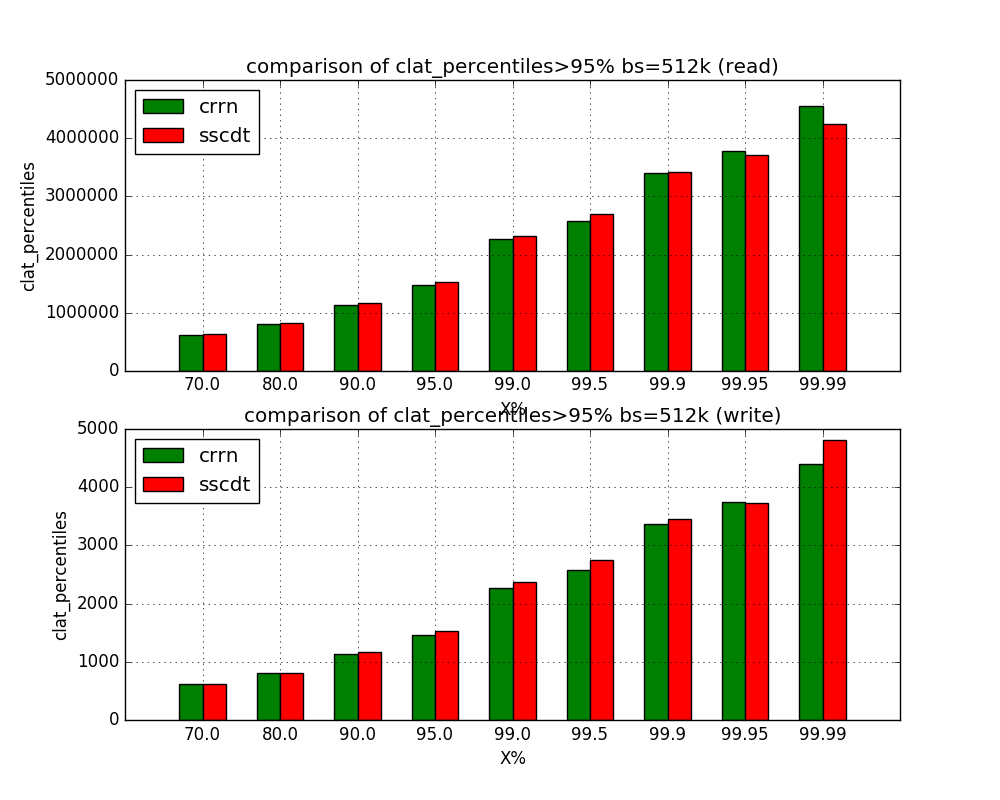 comparison of clat_percentiles>95% bs=512k (read)
5000000
4000000
3000000
2000000
1000000
0
clat_percentiles
crrn
sscdt
70.0 80.0 90.0 95.0 99.0 99.5 99.9 99.95 99.99
X%
comparison of clat_percentiles>95% bs=512k (write)
5000
4000
3000
2000
1000
0
clat_percentiles
crrn
sscdt
70.0 80.0 90.0 95.0 99.0 99.5 99.9 99.95 99.99
X%